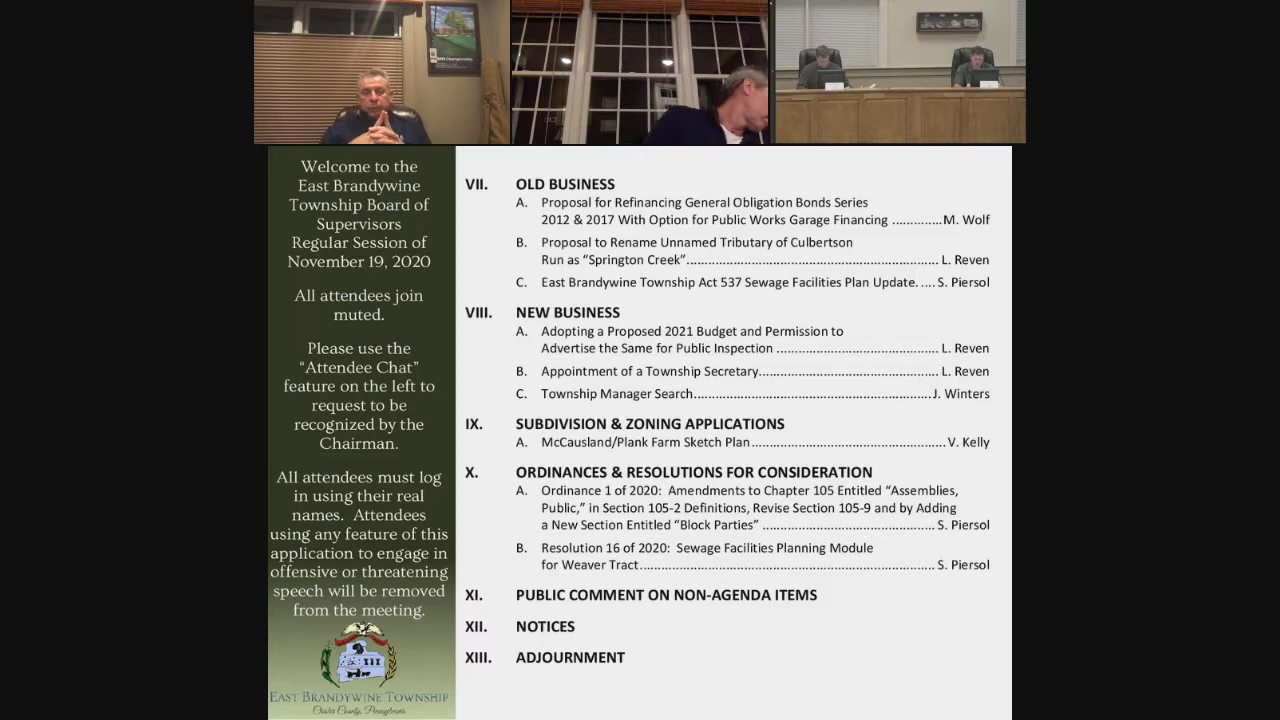 BMW Championship
Welcome to the
East Brandywine
Township Board of
Supervisors
Regular Session of
November 19, 2020
All attendees join
muted.
Please use the
“Attendee Chat”
feature on the left to
request to be
recognized by the
Chairman.
All attendees must log
in using their real
names.  Attendees
using any feature of this
application to engage in
offensive or threatening
speech will be removed
from the meeting.
EAST BRANDYWINE TOWNSHIP
Chester County, Pennsylvania
VII. OLD BUSINESS
A. Proposal for Refinancing General Obligation Bonds Series
2012 & 2017 With Option for Public Works Garage Financing .............M. Wolf
B. Proposal to Rename Unnamed Tributary of Culbertson
Run as “Springton Creek”............................................................. L. Reven
C. East Brandywine Township Act 537 Sewage Facilities Plan Update. .... S. Piersol
VIII. NEW BUSINESS
A. Adopting a Proposed 2021 Budget and Permission to
Advertise the Same for Public Inspection ....................................... L. Reven
B. Appointment of a Township Secretary........................................... L. Reven
C. Township Manager Search.......................................................J. Winters
IX. SUBDIVISION & ZONING APPLICATIONS
A. McCausland/Plank Farm Sketch Plan............................................... V. Kelly
X. ORDINANCES & RESOLUTIONS FOR CONSIDERATION
A. Ordinance 1 of 2020:  Amendments to Chapter 105 Entitled “Assemblies,
Public,” in Section 105-2 Definitions, Revise Section 105-9 and by Adding
a New Section Entitled “Block Parties” .......................................... S. Piersol
B. Resolution 16 of 2020:  Sewage Facilities Planning Module
for Weaver Tract....................................................................... S. Piersol
XI. PUBLIC COMMENT ON NON-AGENDA ITEMS
XII. NOTICES
XIII. ADJOURNMENT